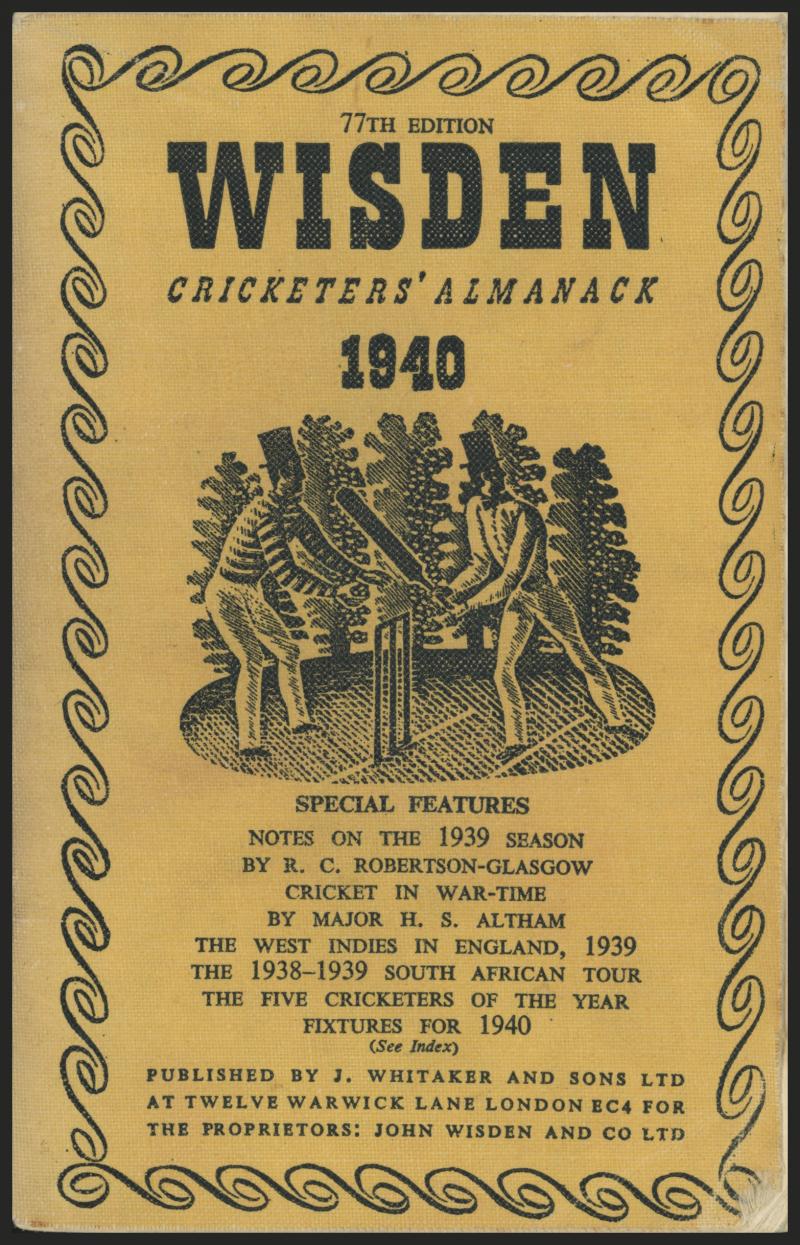 77TH EDITION
WISDEN
CRICKETERS' ALMANACK
1940
SPECIAL FEATURES
NOTES ON THE 1939 SEASON
BY R. C. ROBERTSON-GLASGOW
CRICKET IN WAR-TIME
BY MAJOR H. S. ALTHAM
THE WEST INDIES IN ENGLAND, 1939
THE 1938–1939 SOUTH AFRICAN TOUR
THE FIVE CRICKETERS OF THE YEAR
FIXTURES FOR 1940
(See Index)
PUBLISHED BY J. WHITAKER AND SONS LTD
AT TWELVE WARWICK LANE LONDON EC4 FOR
THE PROPRIETORS: JOHN WISDEN AND CO LTD